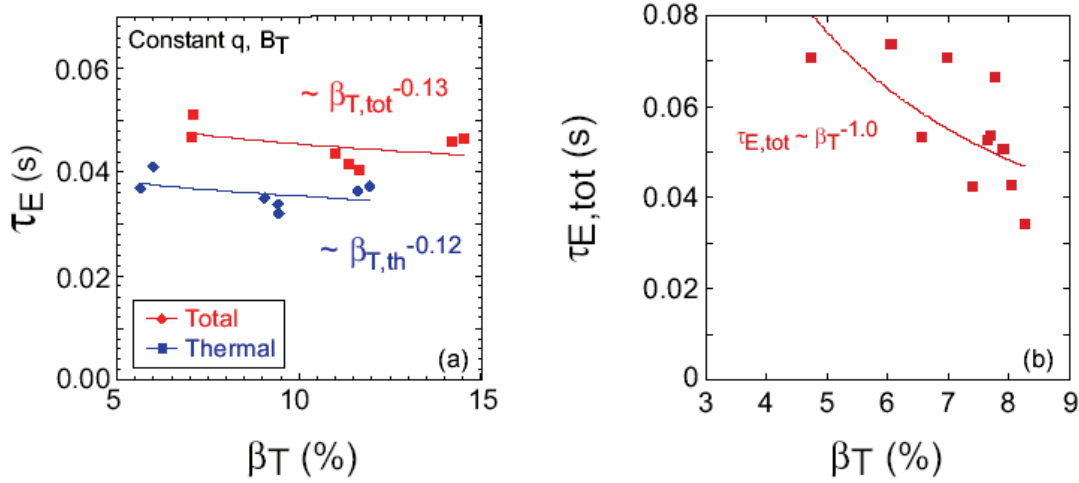 Constant q, B_T
0.06
~ β_T,tot^-0.13
τ_E (s)
0.04
~ β_T,th^-0.12
0.02
Total
Thermal
(a)
0.00
5 10 15
β_T (%)
0.08
0.06
τ_E,tot ~ β_T^-1.0
τ_E,tot (s)
0.04
0.02
(b)
0
3 4 5 6 7 8 9
β_T (%)